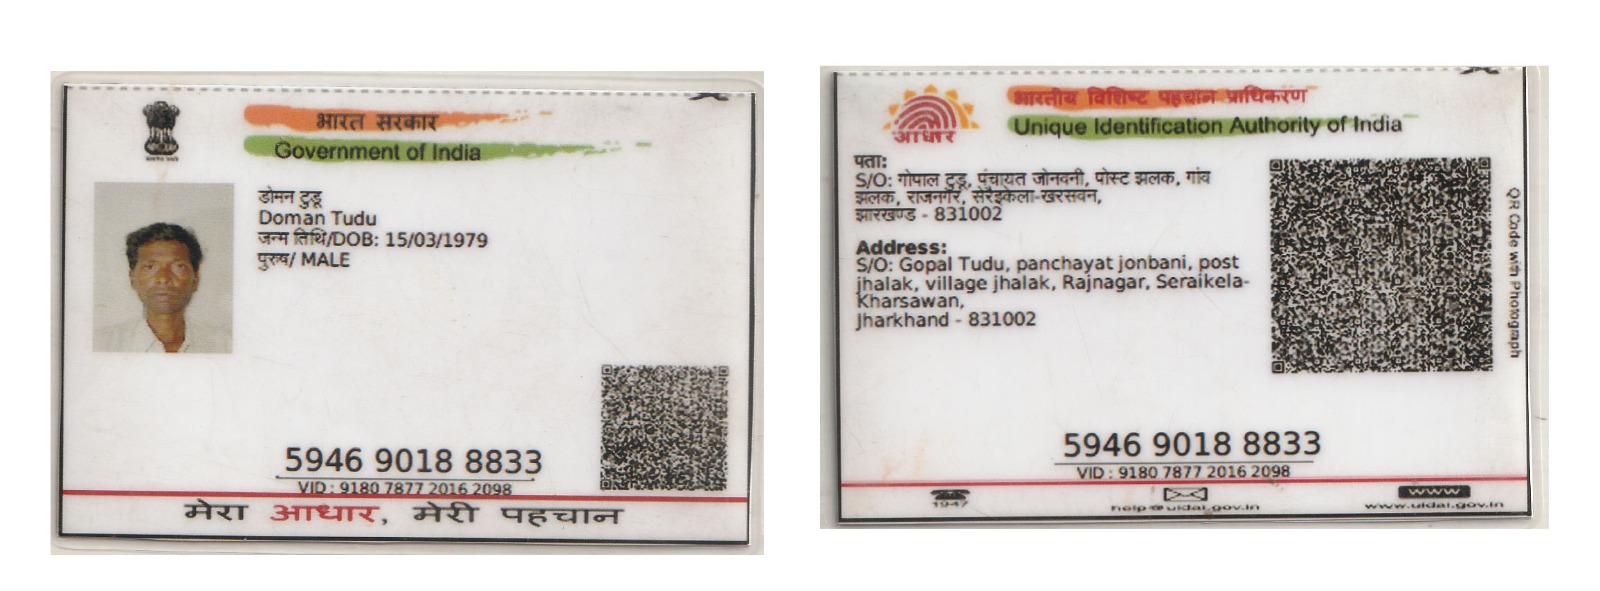 भारत सरकार
Government of India
डोमन टुडू
Doman Tudu
जन्म तिथि/DOB: 15/03/1979
पुरुष/ MALE
5946 9018 8833
VID : 9180 7877 2016 2098
मेरा आधार, मेरी पहचान
भारतीय विशिष्ट पहचान प्राधिकरण
Unique Identification Authority of India
आधार
पता:
S/O: गोपाल टुडू, पंचायत जोनवनी, पोस्ट झलक, गांव
झलक, राजनगर, सेराइकेला-खरसवन,
झारखण्ड - 831002
Address:
S/O: Gopal Tudu, panchayat jonbani, post
jhalak, village jhalak, Rajnagar, Seraikela-
Kharsawan,
Jharkhand - 831002
QR Code with Photograph
5946 9018 8833
VID : 9180 7877 2016 2098
1947
help@uidai.gov.in
www
www.uidai.gov.in